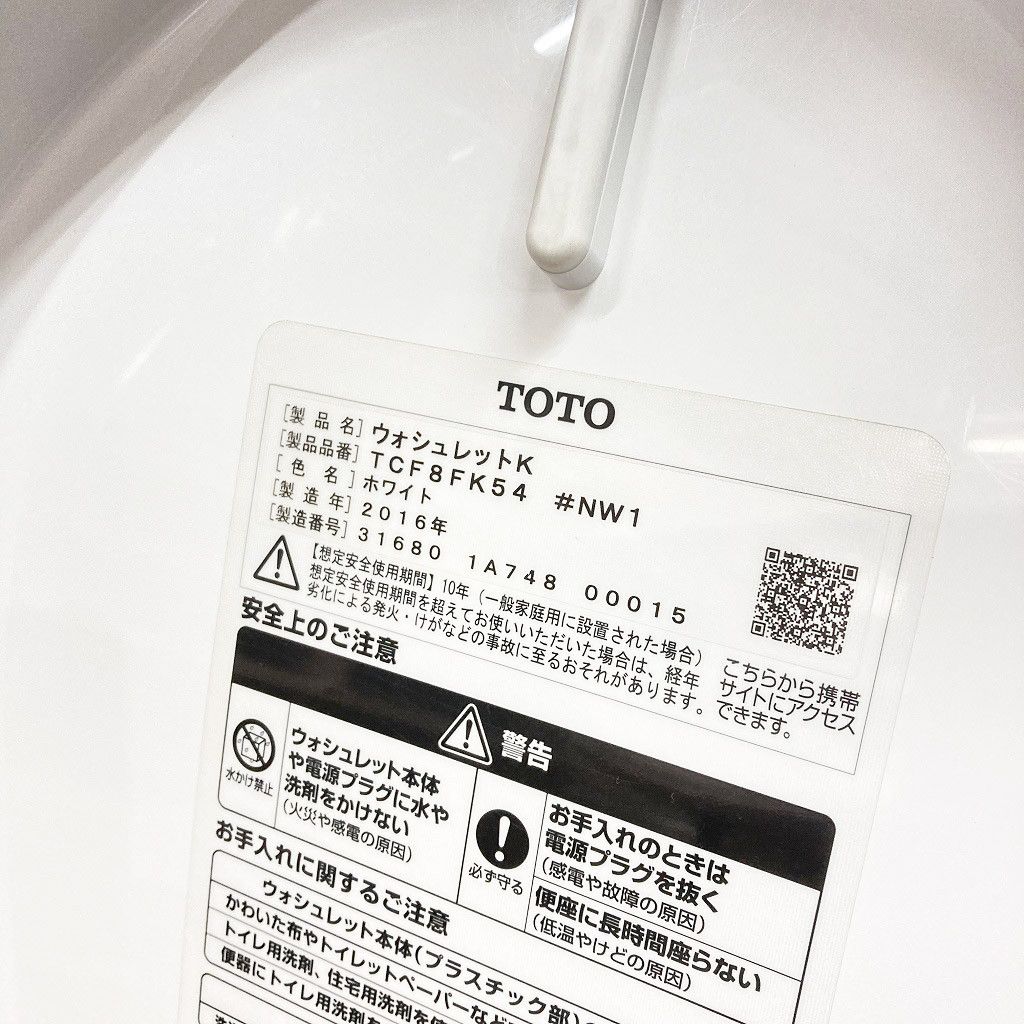 TOTO
[製品名] ウォシュレットK
[製品品番] TCF8FK54 #NW1
[色名] ホワイト
[製造年] 2016年
[製造番号] 31680 1A748 00015
【想定安全使用期間】10年（一般家庭用に設置された場合）
想定安全使用期間を超えてお使いいただいた場合は、経年
劣化による発火・けがなどの事故に至るおそれがあります。
こちらから携帯
サイトにアクセス
できます。
安全上のご注意
警告
水かけ禁止
ウォシュレット本体
や電源プラグに水や
洗剤をかけない
(火災や感電の原因)
必ず守る
お手入れのときは
電源プラグを抜く
(感電や故障の原因)
便座に長時間座らない
(低温やけどの原因)
お手入れに関するご注意
ウォシュレット本体(プラスチック部)
かわいた布やトイレットペーパーなど
トイレ用洗剤、住宅用洗剤を
便器にトイレ用洗剤を